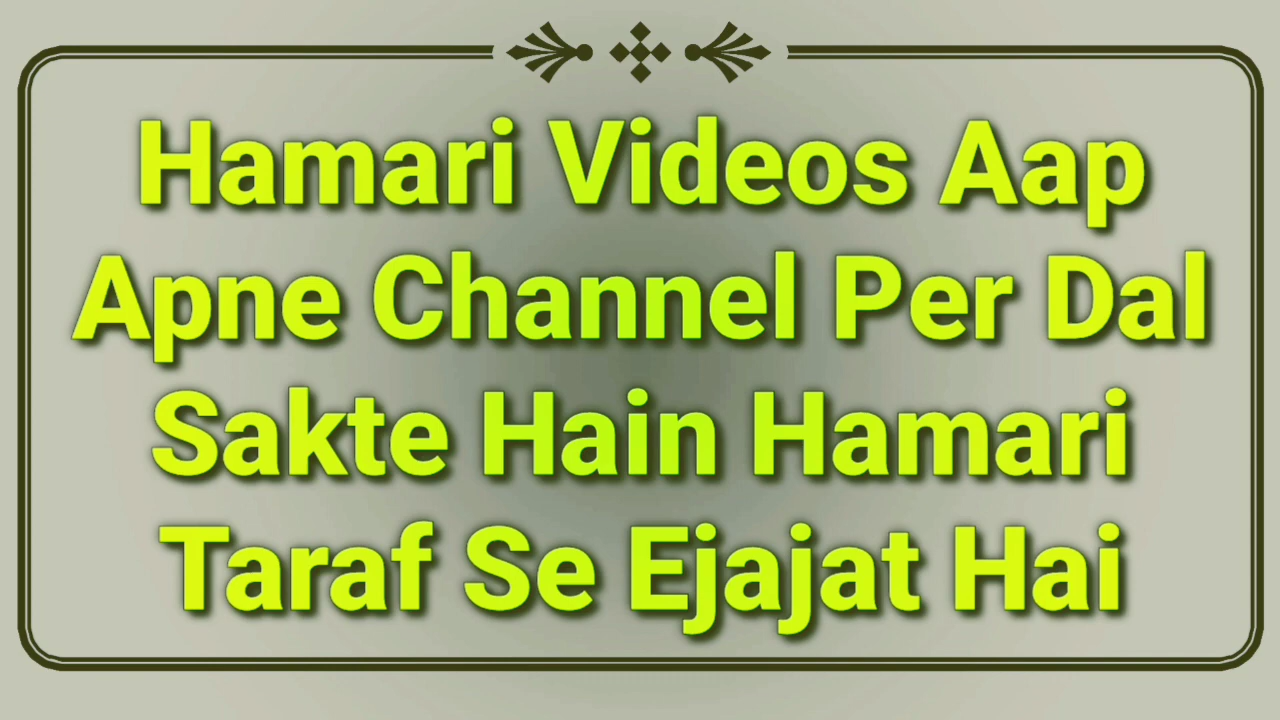 Hamari Videos Aap
Apne Channel Per Dal
Sakte Hain Hamari
Taraf Se Ejajat Hai